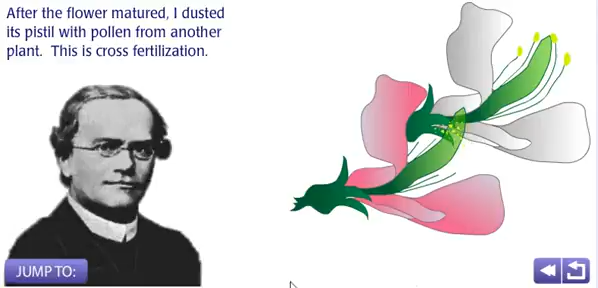 After the flower matured, I dusted
its pistil with pollen from another
plant.  This is cross fertilization.
JUMP TO: